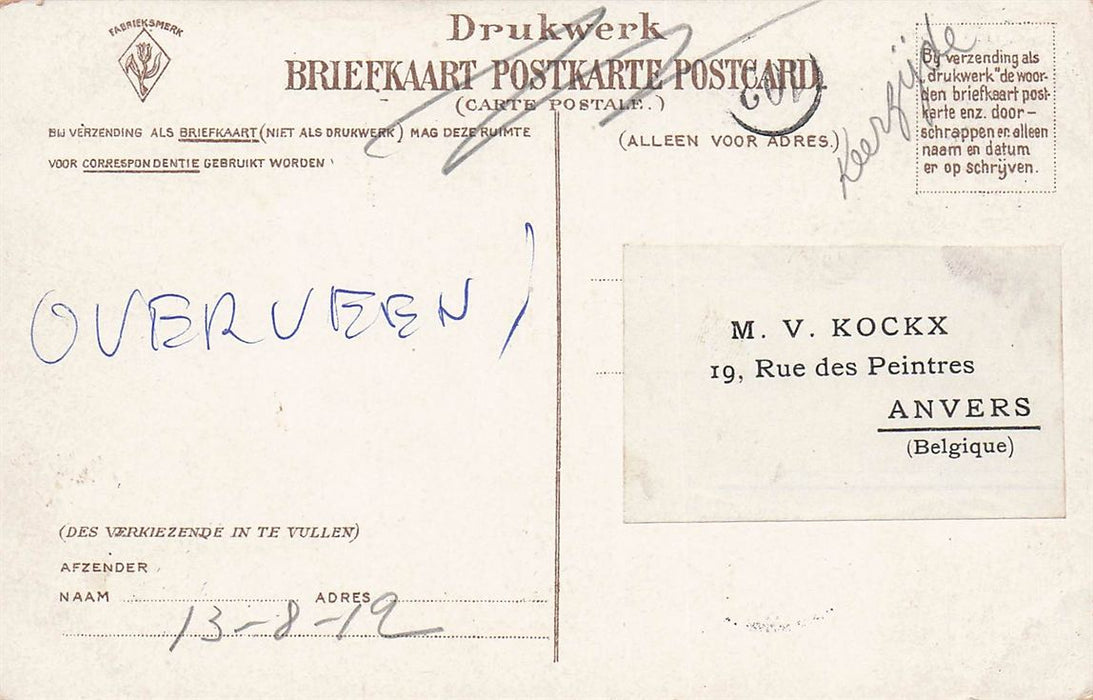 FABRIEKSMERK
Drukwerk
BRIEFKAART POSTKARTE POSTCARD.
(CARTE POSTALE.)
BIJ VERZENDING ALS BRIEFKAART (NIET ALS DRUKWERK) MAG DEZE RUIMTE
VOOR CORRESPONDENTIE GEBRUIKT WORDEN
(ALLEEN VOOR ADRES.)
Keerzijde
By verzending als
"drukwerk" de woor-
den briefkaart post-
karte enz. door-
schrappen en alleen
naam en datum
er op schrijven.
OVERVEEN
M. V. KOCKX
19, Rue des Peintres
ANVERS
(Belgique)
(DES VERKIEZENDE IN TE VULLEN)
AFZENDER
NAAM ADRES
13-8-12